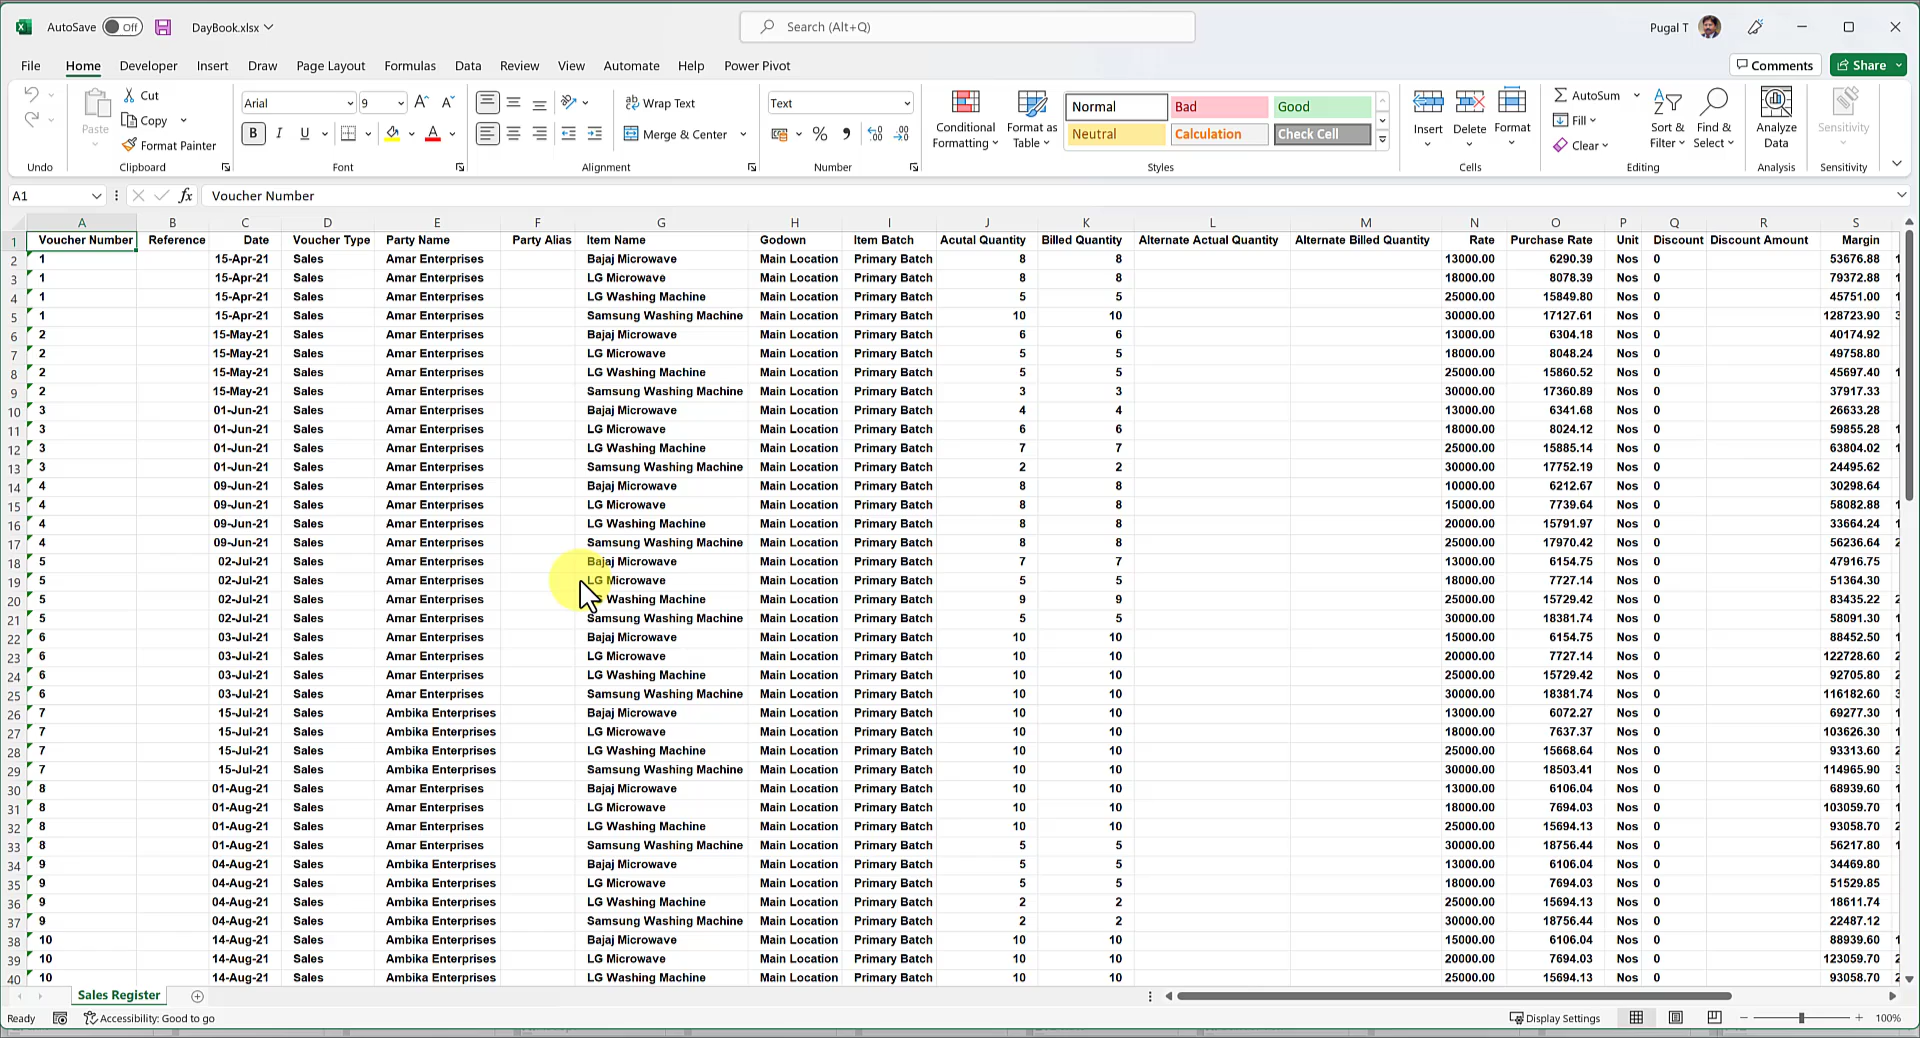 AutoSave Off DayBook.xlsx Search (Alt+Q) Pugal T
File Home Developer Insert Draw Page Layout Formulas Data Review View Automate Help Power Pivot Comments Share
Paste Cut Copy Format Painter
Arial 9 B I U
Wrap Text Merge & Center
Text % ,
Conditional Formatting Format as Table
Normal Bad Good
Neutral Calculation Check Cell
Insert Delete Format
AutoSum Fill Clear Sort & Filter Find & Select
Analyze Data Sensitivity
Undo Clipboard Font Alignment Number Styles Cells Editing Analysis Sensitivity
A1 fx Voucher Number
A B C D E F G H I J K L M N O P Q R S
1 Voucher Number Reference Date Voucher Type Party Name Party Alias Item Name Godown Item Batch Acutal Quantity Billed Quantity Alternate Actual Quantity Alternate Billed Quantity Rate Purchase Rate Unit Discount Discount Amount Margin
2 1 15-Apr-21 Sales Amar Enterprises Bajaj Microwave Main Location Primary Batch 8 8 13000.00 6290.39 Nos 0 53676.88
3 1 15-Apr-21 Sales Amar Enterprises LG Microwave Main Location Primary Batch 8 8 18000.00 8078.39 Nos 0 79372.88
4 1 15-Apr-21 Sales Amar Enterprises LG Washing Machine Main Location Primary Batch 5 5 25000.00 15849.80 Nos 0 45751.00
5 1 15-Apr-21 Sales Amar Enterprises Samsung Washing Machine Main Location Primary Batch 10 10 30000.00 17127.61 Nos 0 128723.90
6 2 15-May-21 Sales Amar Enterprises Bajaj Microwave Main Location Primary Batch 6 6 13000.00 6304.18 Nos 0 40174.92
7 2 15-May-21 Sales Amar Enterprises LG Microwave Main Location Primary Batch 5 5 18000.00 8048.24 Nos 0 49758.80
8 2 15-May-21 Sales Amar Enterprises LG Washing Machine Main Location Primary Batch 5 5 25000.00 15860.52 Nos 0 45697.40
9 2 15-May-21 Sales Amar Enterprises Samsung Washing Machine Main Location Primary Batch 3 3 30000.00 17360.89 Nos 0 37917.33
10 3 01-Jun-21 Sales Amar Enterprises Bajaj Microwave Main Location Primary Batch 4 4 13000.00 6341.68 Nos 0 26633.28
11 3 01-Jun-21 Sales Amar Enterprises LG Microwave Main Location Primary Batch 6 6 18000.00 8024.12 Nos 0 59855.28
12 3 01-Jun-21 Sales Amar Enterprises LG Washing Machine Main Location Primary Batch 7 7 25000.00 15885.14 Nos 0 63804.02
13 3 01-Jun-21 Sales Amar Enterprises Samsung Washing Machine Main Location Primary Batch 2 2 30000.00 17752.19 Nos 0 24495.62
14 4 09-Jun-21 Sales Amar Enterprises Bajaj Microwave Main Location Primary Batch 8 8 10000.00 6212.67 Nos 0 30298.64
15 4 09-Jun-21 Sales Amar Enterprises LG Microwave Main Location Primary Batch 8 8 15000.00 7739.64 Nos 0 58082.88
16 4 09-Jun-21 Sales Amar Enterprises LG Washing Machine Main Location Primary Batch 8 8 20000.00 15791.97 Nos 0 33664.24
17 4 09-Jun-21 Sales Amar Enterprises Samsung Washing Machine Main Location Primary Batch 8 8 25000.00 17970.42 Nos 0 56236.64
18 5 02-Jul-21 Sales Amar Enterprises Bajaj Microwave Main Location Primary Batch 7 7 13000.00 6154.75 Nos 0 47916.75
19 5 02-Jul-21 Sales Amar Enterprises LG Microwave Main Location Primary Batch 5 5 18000.00 7727.14 Nos 0 51364.30
20 5 02-Jul-21 Sales Amar Enterprises Washing Machine Main Location Primary Batch 9 9 25000.00 15729.42 Nos 0 83435.22
21 5 02-Jul-21 Sales Amar Enterprises Samsung Washing Machine Main Location Primary Batch 5 5 30000.00 18381.74 Nos 0 58091.30
22 6 03-Jul-21 Sales Amar Enterprises Bajaj Microwave Main Location Primary Batch 10 10 15000.00 6154.75 Nos 0 88452.50
23 6 03-Jul-21 Sales Amar Enterprises LG Microwave Main Location Primary Batch 10 10 20000.00 7727.14 Nos 0 122728.60
24 6 03-Jul-21 Sales Amar Enterprises LG Washing Machine Main Location Primary Batch 10 10 25000.00 15729.42 Nos 0 92705.80
25 6 03-Jul-21 Sales Amar Enterprises Samsung Washing Machine Main Location Primary Batch 10 10 30000.00 18381.74 Nos 0 116182.60
26 7 15-Jul-21 Sales Ambika Enterprises Bajaj Microwave Main Location Primary Batch 10 10 13000.00 6072.27 Nos 0 69277.30
27 7 15-Jul-21 Sales Ambika Enterprises LG Microwave Main Location Primary Batch 10 10 18000.00 7637.37 Nos 0 103626.30
28 7 15-Jul-21 Sales Ambika Enterprises LG Washing Machine Main Location Primary Batch 10 10 25000.00 15668.64 Nos 0 93313.60
29 7 15-Jul-21 Sales Ambika Enterprises Samsung Washing Machine Main Location Primary Batch 10 10 30000.00 18503.41 Nos 0 114965.90
30 8 01-Aug-21 Sales Amar Enterprises Bajaj Microwave Main Location Primary Batch 10 10 13000.00 6106.04 Nos 0 68939.60
31 8 01-Aug-21 Sales Amar Enterprises LG Microwave Main Location Primary Batch 10 10 18000.00 7694.03 Nos 0 103059.70
32 8 01-Aug-21 Sales Amar Enterprises LG Washing Machine Main Location Primary Batch 10 10 25000.00 15694.13 Nos 0 93058.70
33 8 01-Aug-21 Sales Amar Enterprises Samsung Washing Machine Main Location Primary Batch 5 5 30000.00 18756.44 Nos 0 56217.80
34 9 04-Aug-21 Sales Ambika Enterprises Bajaj Microwave Main Location Primary Batch 5 5 13000.00 6106.04 Nos 0 34469.80
35 9 04-Aug-21 Sales Ambika Enterprises LG Microwave Main Location Primary Batch 5 5 18000.00 7694.03 Nos 0 51529.85
36 9 04-Aug-21 Sales Ambika Enterprises LG Washing Machine Main Location Primary Batch 2 2 25000.00 15694.13 Nos 0 18611.74
37 9 04-Aug-21 Sales Ambika Enterprises Samsung Washing Machine Main Location Primary Batch 2 2 30000.00 18756.44 Nos 0 22487.12
38 10 14-Aug-21 Sales Ambika Enterprises Bajaj Microwave Main Location Primary Batch 10 10 15000.00 6106.04 Nos 0 88939.60
39 10 14-Aug-21 Sales Ambika Enterprises LG Microwave Main Location Primary Batch 10 10 20000.00 7694.03 Nos 0 123059.70
40 10 14-Aug-21 Sales Ambika Enterprises LG Washing Machine Main Location Primary Batch 10 10 25000.00 15694.13 Nos 0 93058.70
Sales Register
Ready Accessibility: Good to go Display Settings 100%